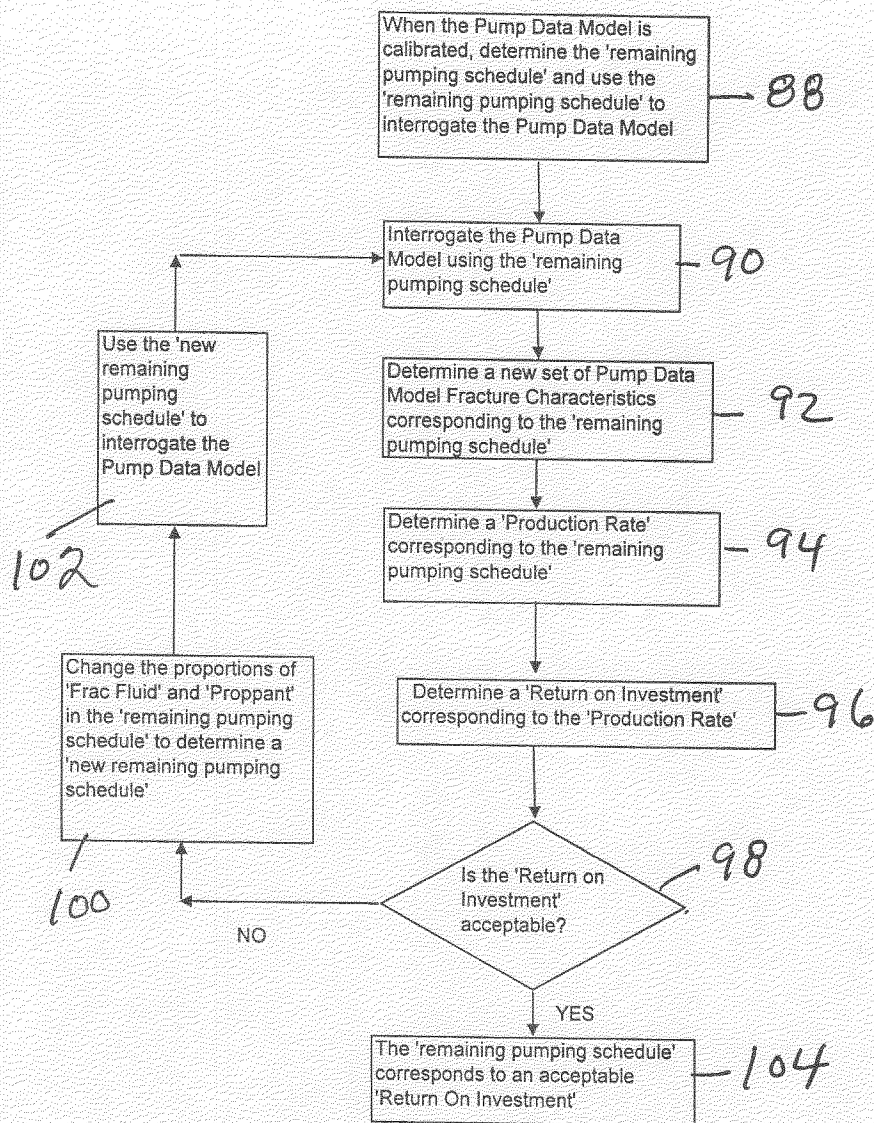 When the Pump Data Model is
calibrated, determine the 'remaining
pumping schedule' and use the
'remaining pumping schedule' to
interrogate the Pump Data Model
88
Interrogate the Pump Data
Model using the 'remaining
pumping schedule'
90
Use the 'new
remaining
pumping
schedule' to
interrogate the
Pump Data Model
102
Determine a new set of Pump Data
Model Fracture Characteristics
corresponding to the 'remaining
pumping schedule'
92
Determine a 'Production Rate'
corresponding to the 'remaining
pumping schedule'
94
Change the proportions of
'Frac Fluid' and 'Proppant'
in the 'remaining pumping
schedule' to determine a
'new remaining pumping
schedule'
100
Determine a 'Return on Investment'
corresponding to the 'Production Rate'
96
Is the 'Return on
Investment'
acceptable?
98
NO
YES
The 'remaining pumping schedule'
corresponds to an acceptable
'Return On Investment'
104